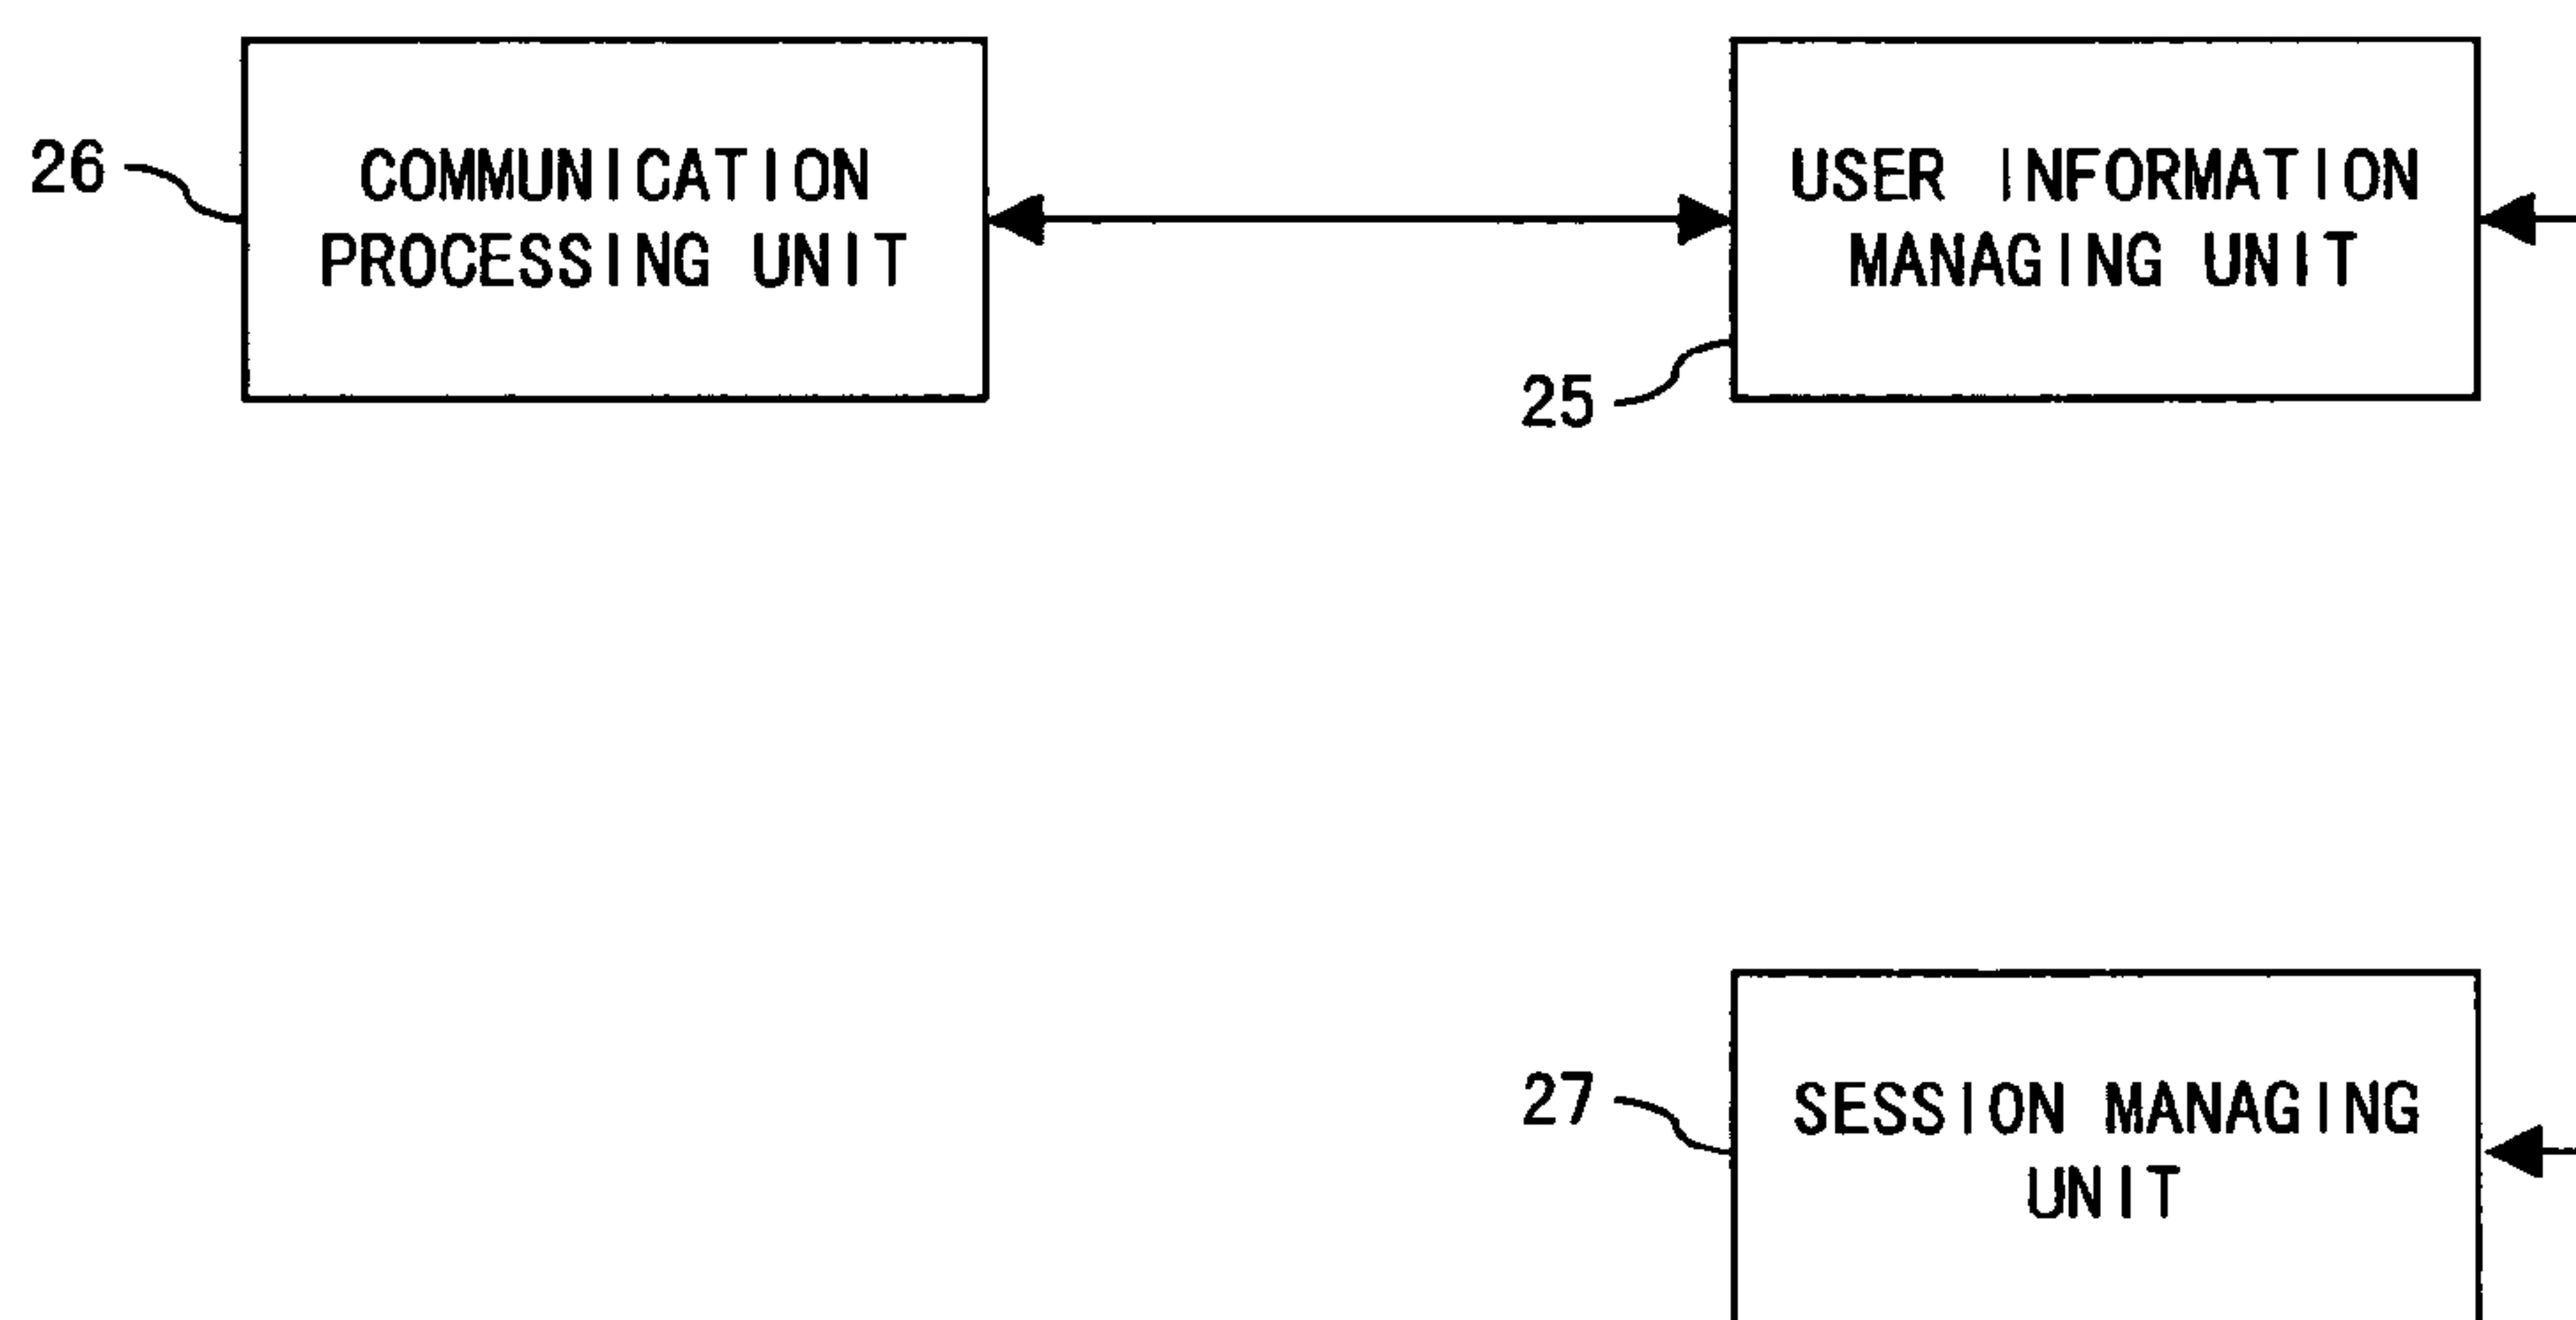 26
COMMUNICATION
PROCESSING UNIT
USER INFORMATION
MANAGING UNIT
25
27
SESSION MANAGING
UNIT